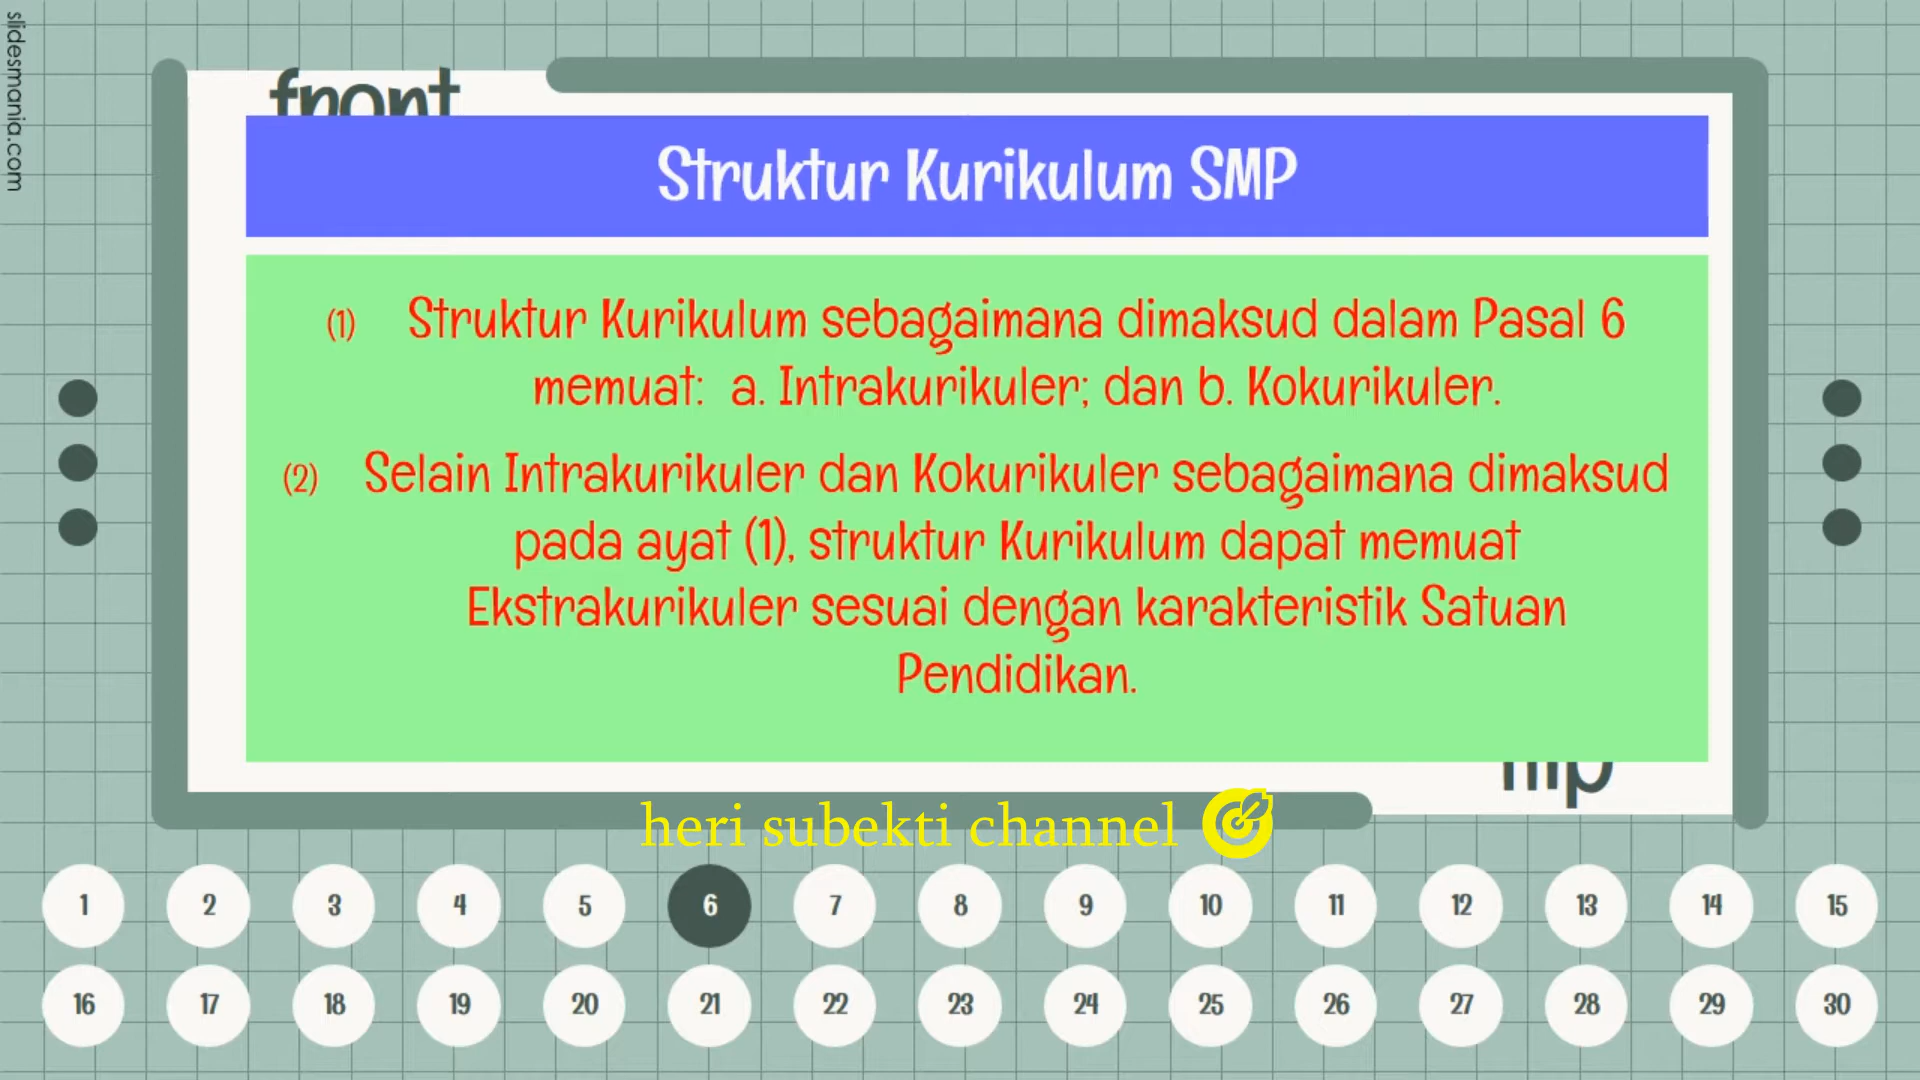 slidesmania.com
front
Struktur Kurikulum SMP
(1) Struktur Kurikulum sebagaimana dimaksud dalam Pasal 6
memuat: a. Intrakurikuler; dan b. Kokurikuler.
(2) Selain Intrakurikuler dan Kokurikuler sebagaimana dimaksud
pada ayat (1), struktur Kurikulum dapat memuat
Ekstrakurikuler sesuai dengan karakteristik Satuan
Pendidikan.
heri subekti channel
1 2 3 4 5 6 7 8 9 10 11 12 13 14 15
16 17 18 19 20 21 22 23 24 25 26 27 28 29 30